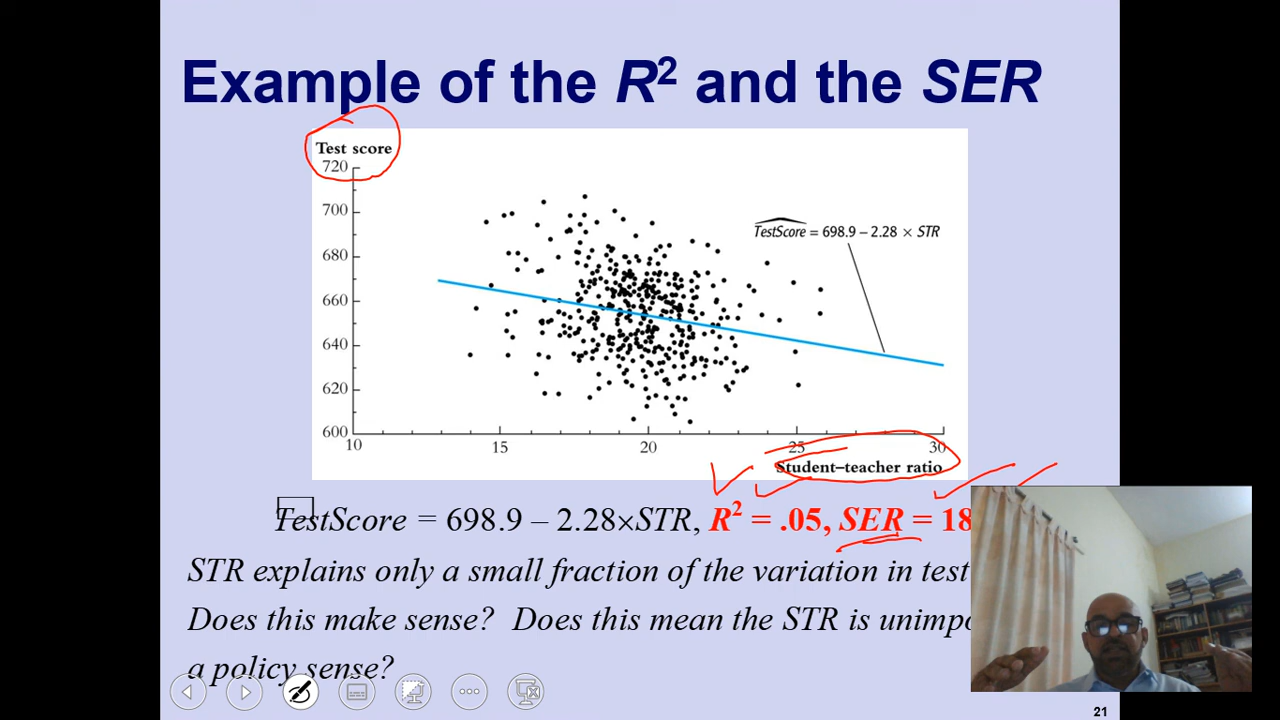 Example of the R² and the SER
Test score
720
700
680
660
640
620
600
TestScore = 698.9 – 2.28 × STR
10 15 20 25 30
Student–teacher ratio
TestScore = 698.9 – 2.28×STR, R² = .05, SER = 18
STR explains only a small fraction of the variation in test
Does this make sense? Does this mean the STR is
a policy sense?
21